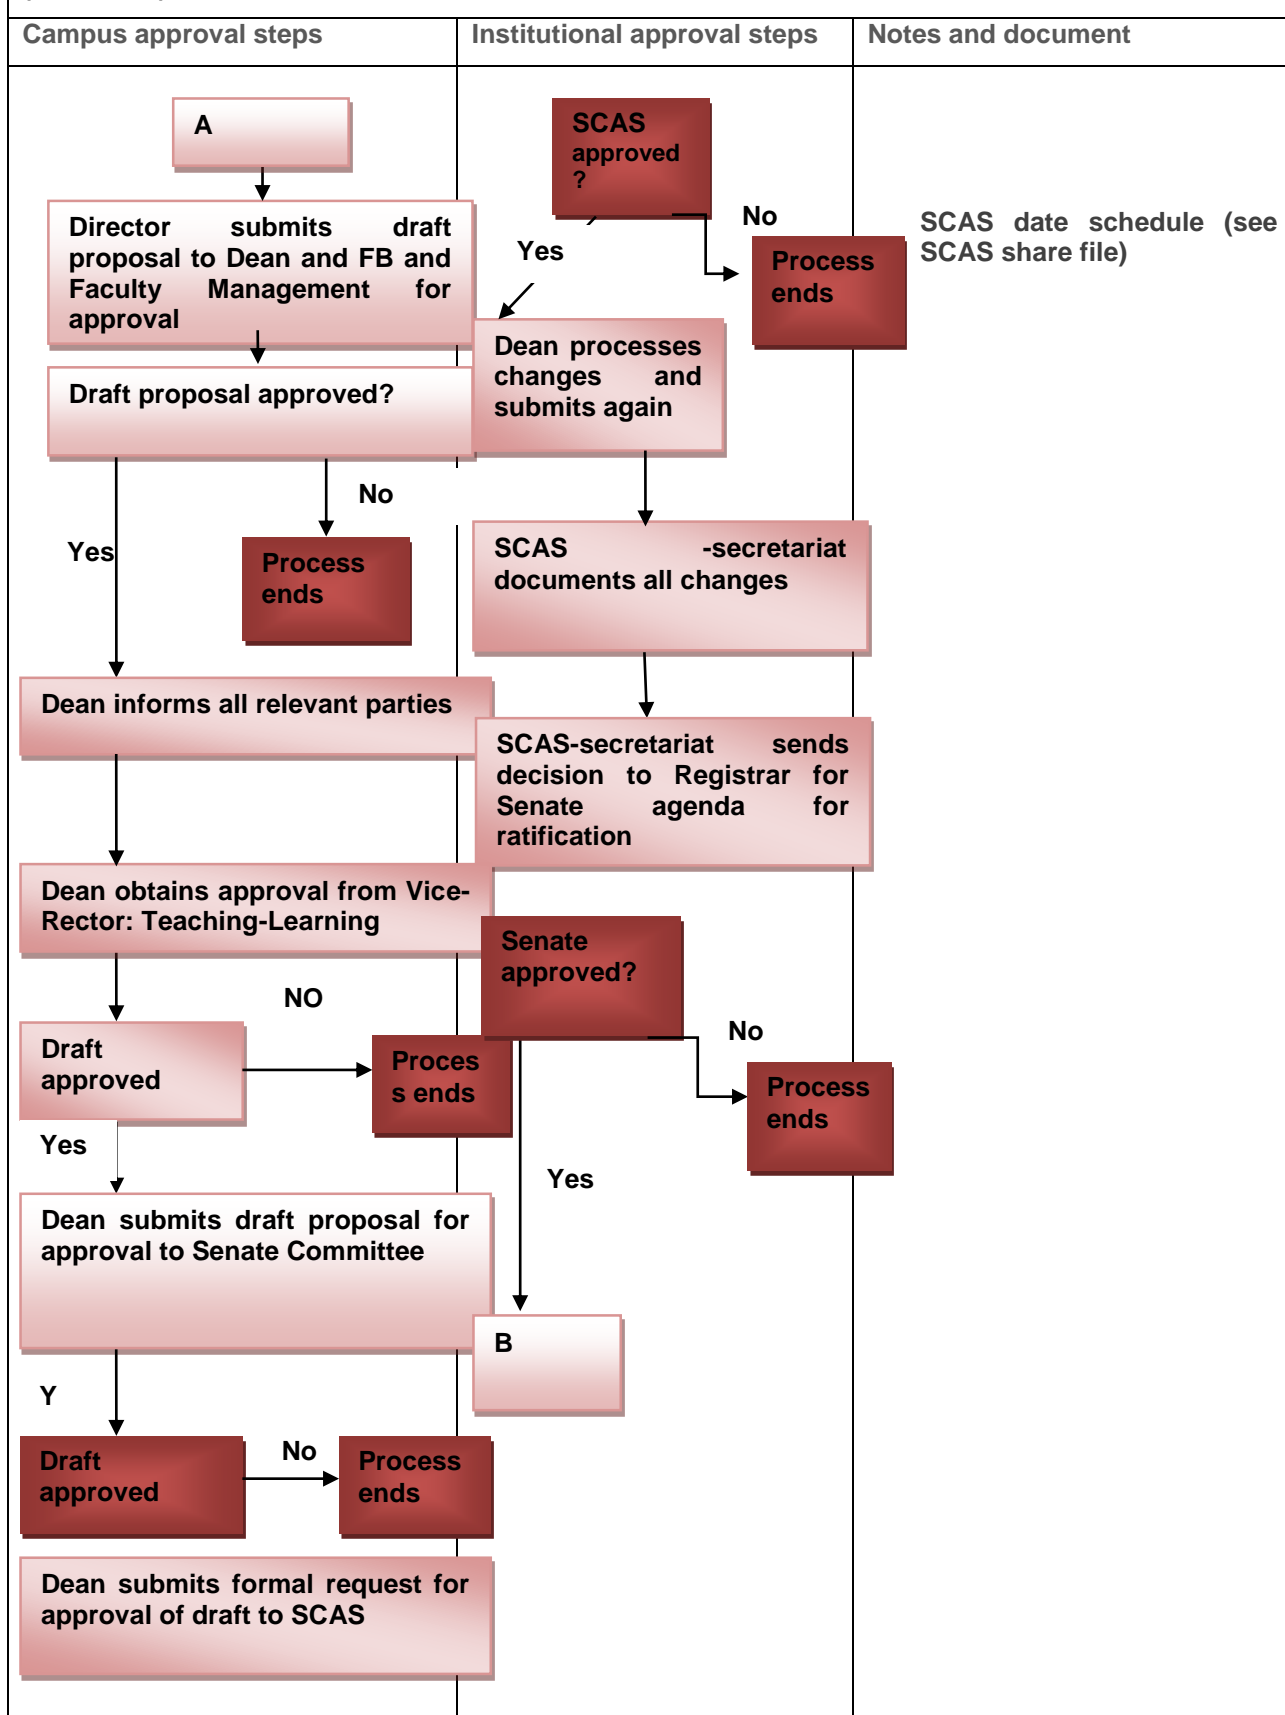 Campus approval steps
Institutional approval steps
Notes and document
A
Director submits draft
proposal to Dean and FB and
Faculty Management for
approval
Draft proposal approved?
No
Yes
Process
ends
Dean informs all relevant parties
Dean obtains approval from Vice-
Rector: Teaching-Learning
NO
Draft
approved
Proces
s ends
Yes
Dean submits draft proposal for
approval to Senate Committee
Y
Draft
approved
No
Process
ends
Dean submits formal request for
approval of draft to SCAS
SCAS
approved
?
No
Yes
Process
ends
Dean processes
changes and
submits again
SCAS -secretariat
documents all changes
SCAS-secretariat sends
decision to Registrar for
Senate agenda for
ratification
Senate
approved?
No
Process
ends
Yes
B
SCAS date schedule (see
SCAS share file)